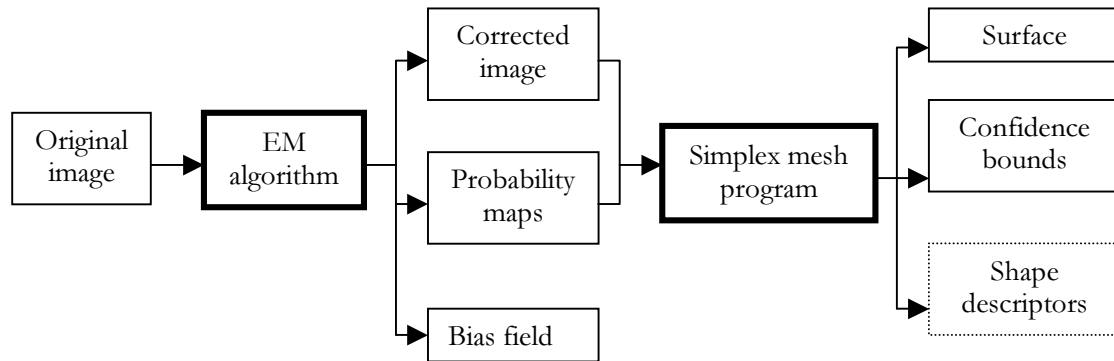 Original
image
EM
algorithm
Corrected
image
Probability
maps
Bias field
Simplex mesh
program
Surface
Confidence
bounds
Shape
descriptors